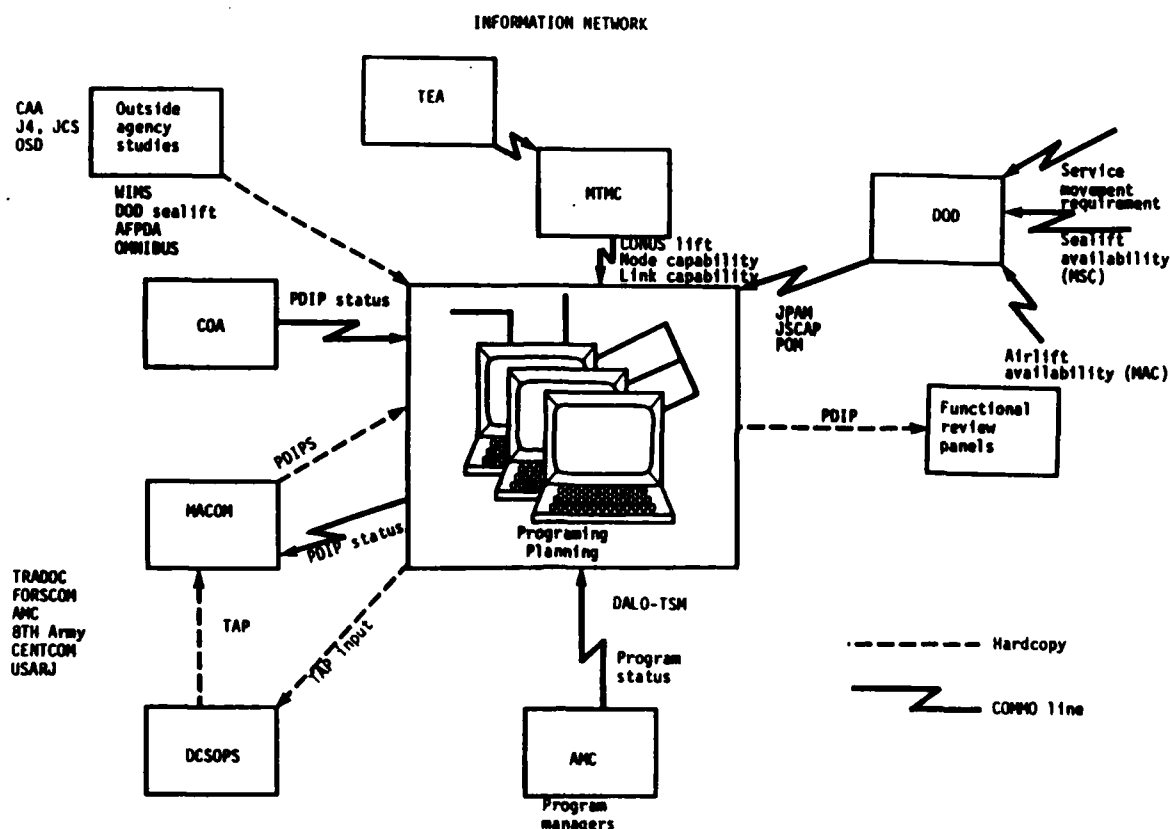 INFORMATION NETWORK
TEA
CAA
J4, JCS
OSD
Outside
agency
studies
WIMS
DOD sealift
AFPDA
OMNIBUS
MTMC
CONUS lift
Node capability
Link capability
DOD
Service
movement
requirement
Sealift
availability
(MSC)
Airlift
availability (MAC)
JPAM
JSCAP
POM
COA
PDIP status
PDIP
Functional
review
panels
PDIPS
MACOM
PDIP status
Programing
Planning
TRADOC
FORSCOM
AMC
8TH Army
CENTCOM
USARJ
TAP
TAP input
DALO-TSM
Program
status
Hardcopy
COMMO line
DCSOPS
AMC
Program
managers